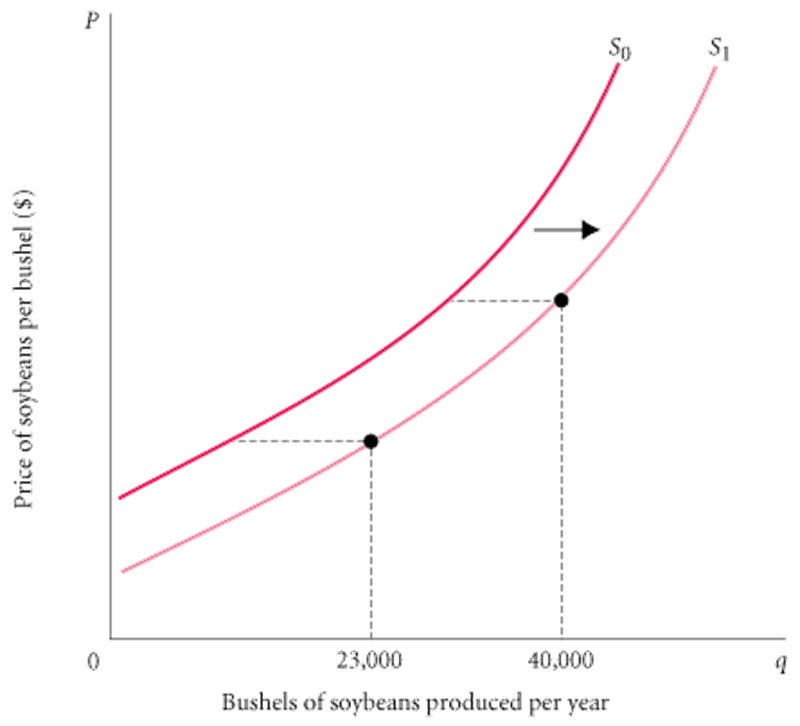 P
S0
S1
Price of soybeans per bushel ($)
0
23,000
40,000
q
Bushels of soybeans produced per year